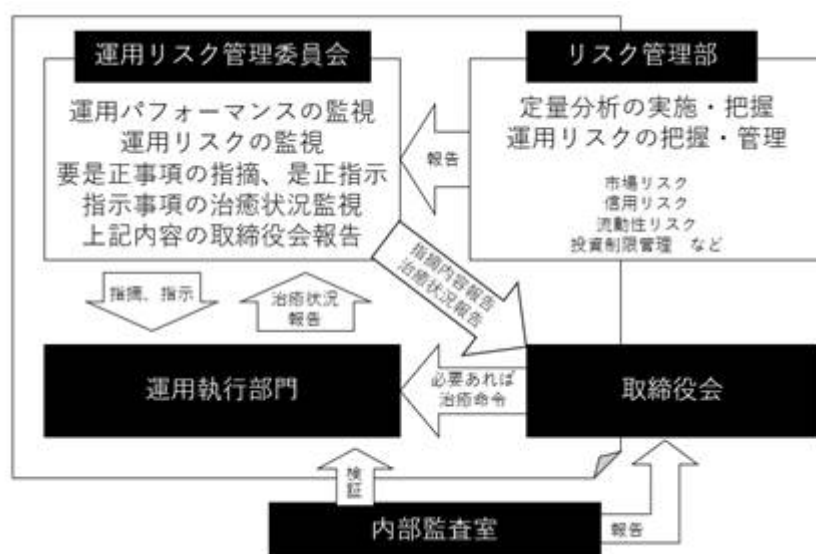 運用リスク管理委員会
運用パフォーマンスの監視
運用リスクの監視
要是正事項の指摘、是正指示
指示事項の治癒状況監視
上記内容の取締役会報告
報告
リスク管理部
定量分析の実施・把握
運用リスクの把握・管理
市場リスク
信用リスク
流動性リスク
投資制限管理 など
指摘、指示
治癒状況
報告
指摘内容報告
治癒状況報告
運用執行部門
必要あれば
治癒命令
取締役会
検証
内部監査室
報告